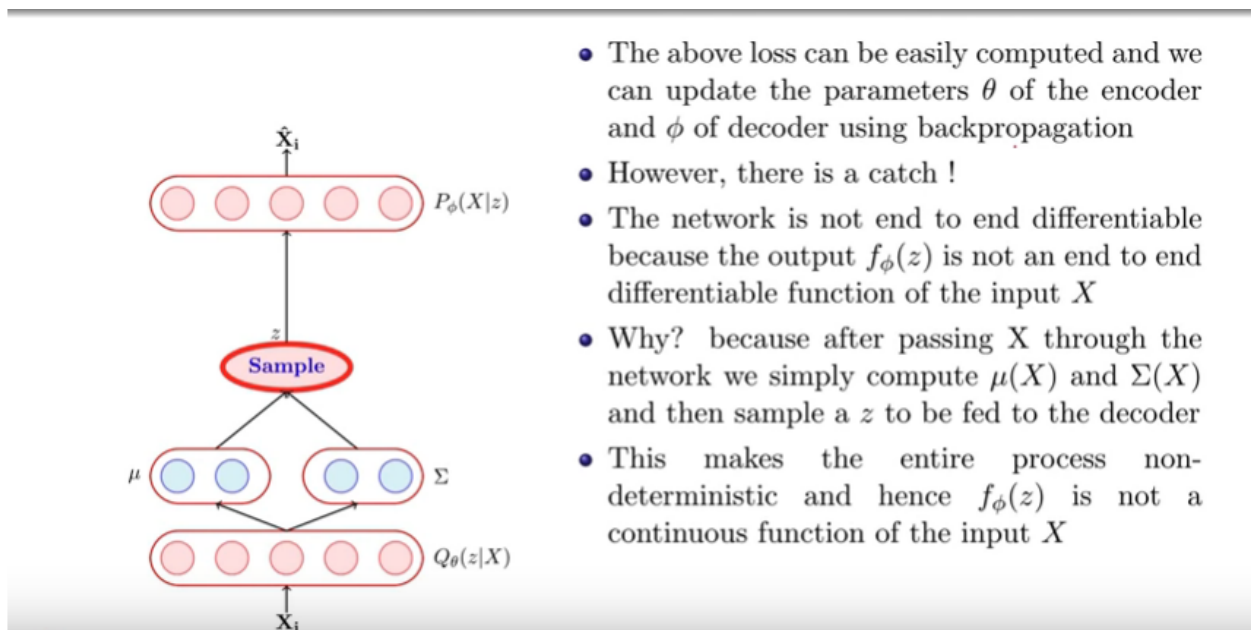 X̂ᵢ
P_ϕ(X|z)
z
Sample
μ
Σ
Q_θ(z|X)
Xᵢ
• The above loss can be easily computed and we
can update the parameters θ of the encoder
and ϕ of decoder using backpropagation
• However, there is a catch !
• The network is not end to end differentiable
because the output f_ϕ(z) is not an end to end
differentiable function of the input X
• Why? because after passing X through the
network we simply compute μ(X) and Σ(X)
and then sample a z to be fed to the decoder
• This makes the entire process non-
deterministic and hence f_ϕ(z) is not a
continuous function of the input X